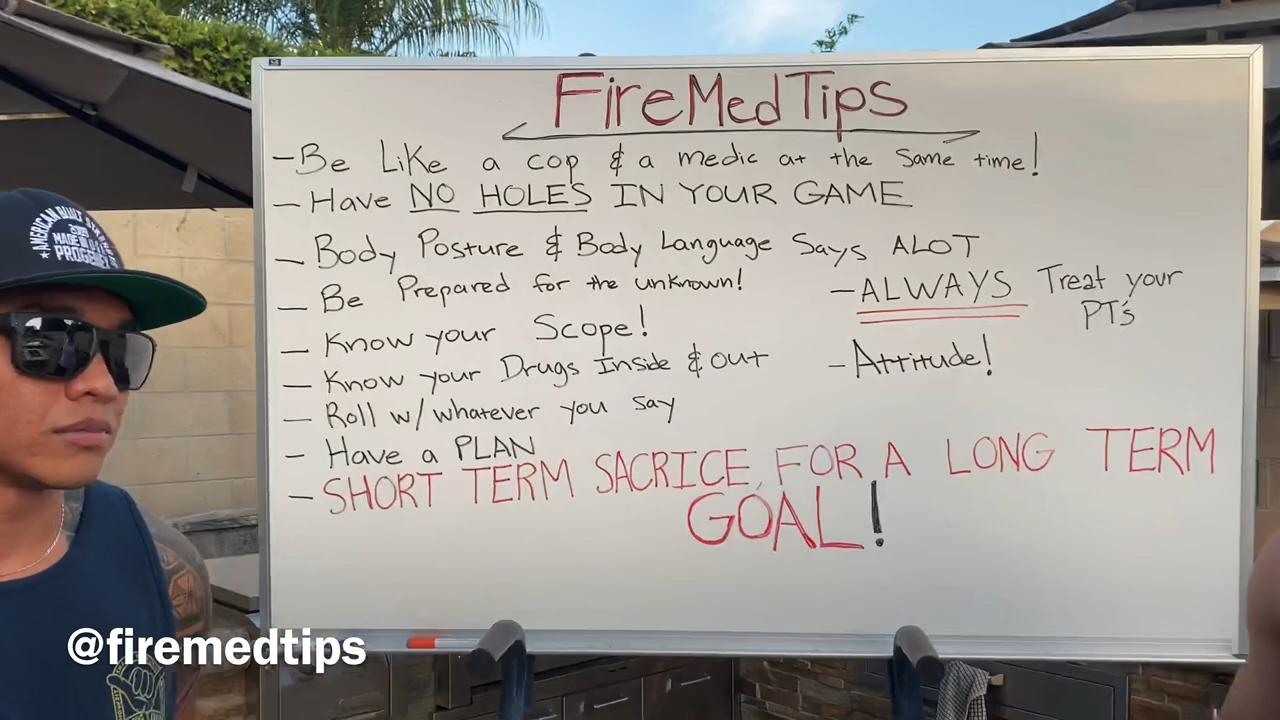 FireMedTips
- Be Like a cop & a medic at the Same time!
- Have NO HOLES IN YOUR GAME
- Body Posture & Body Language Says ALOT
- Be Prepared for the unknown!
- Know your Scope!
- Know your Drugs Inside & out
- Roll w/ whatever you say
- Have a PLAN
- ALWAYS Treat your
PT's
- Attitude!
- SHORT TERM SACRICE, FOR A LONG TERM
GOAL!
AMERICAN BUILT
MADE IN
PROGENETS
@firemedtips